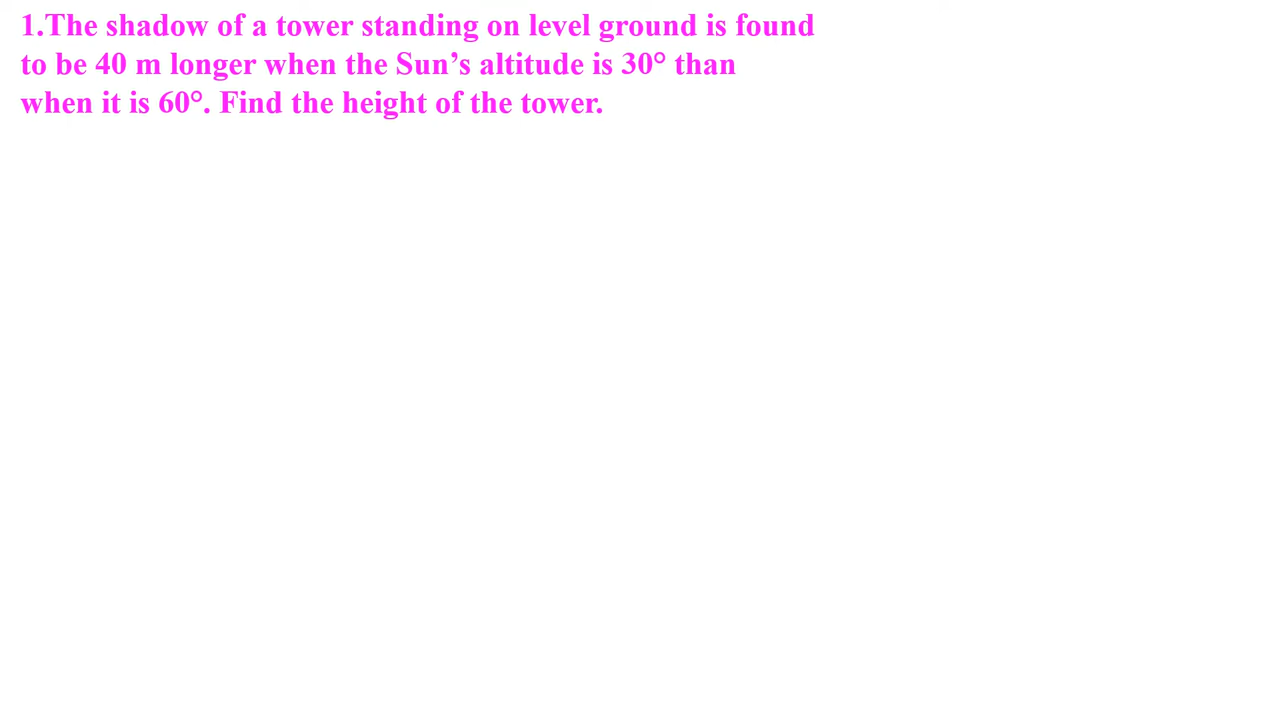 1.The shadow of a tower standing on level ground is found
to be 40 m longer when the Sun’s altitude is 30° than
when it is 60°. Find the height of the tower.